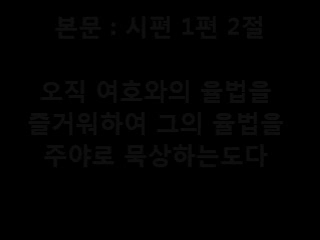 본문 : 시편 1편 2절
오직 여호와의 율법을
즐거워하여 그의 율법을
주야로 묵상하는도다